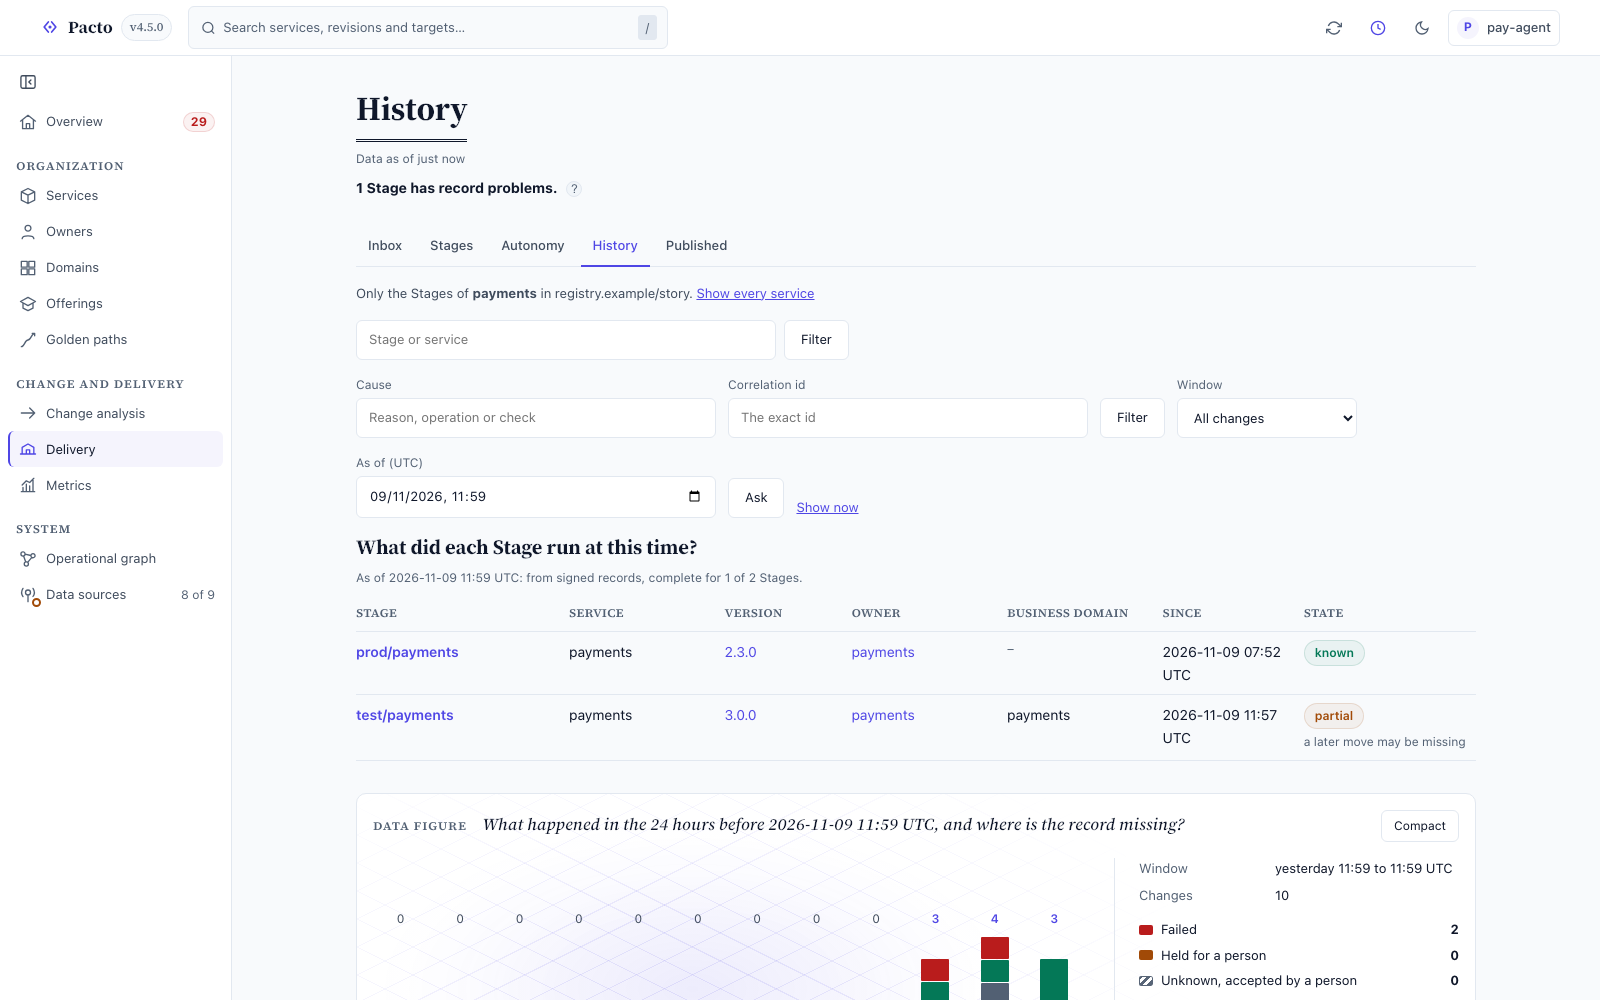 Pacto v4.5.0 Search services, revisions and targets... / P pay-agent
Overview 29
ORGANIZATION
Services
Owners
Domains
Offerings
Golden paths
CHANGE AND DELIVERY
Change analysis
Delivery
Metrics
SYSTEM
Operational graph
Data sources 8 of 9
History
Data as of just now
1 Stage has record problems. ?
Inbox Stages Autonomy History Published
Only the Stages of payments in registry.example/story. Show every service
Stage or service Filter
Cause Correlation id Window
Reason, operation or check The exact id Filter All changes
As of (UTC)
09/11/2026, 11:59 Ask Show now
What did each Stage run at this time?
As of 2026-11-09 11:59 UTC: from signed records, complete for 1 of 2 Stages.
STAGE SERVICE VERSION OWNER BUSINESS DOMAIN SINCE STATE
prod/payments payments 2.3.0 payments – 2026-11-09 07:52 UTC known
test/payments payments 3.0.0 payments payments 2026-11-09 11:57 UTC partial
a later move may be missing
DATA FIGURE What happened in the 24 hours before 2026-11-09 11:59 UTC, and where is the record missing? Compact
0 0 0 0 0 0 0 0 0 3 4 3
Window yesterday 11:59 to 11:59 UTC
Changes 10
Failed 2
Held for a person 0
Unknown, accepted by a person 0